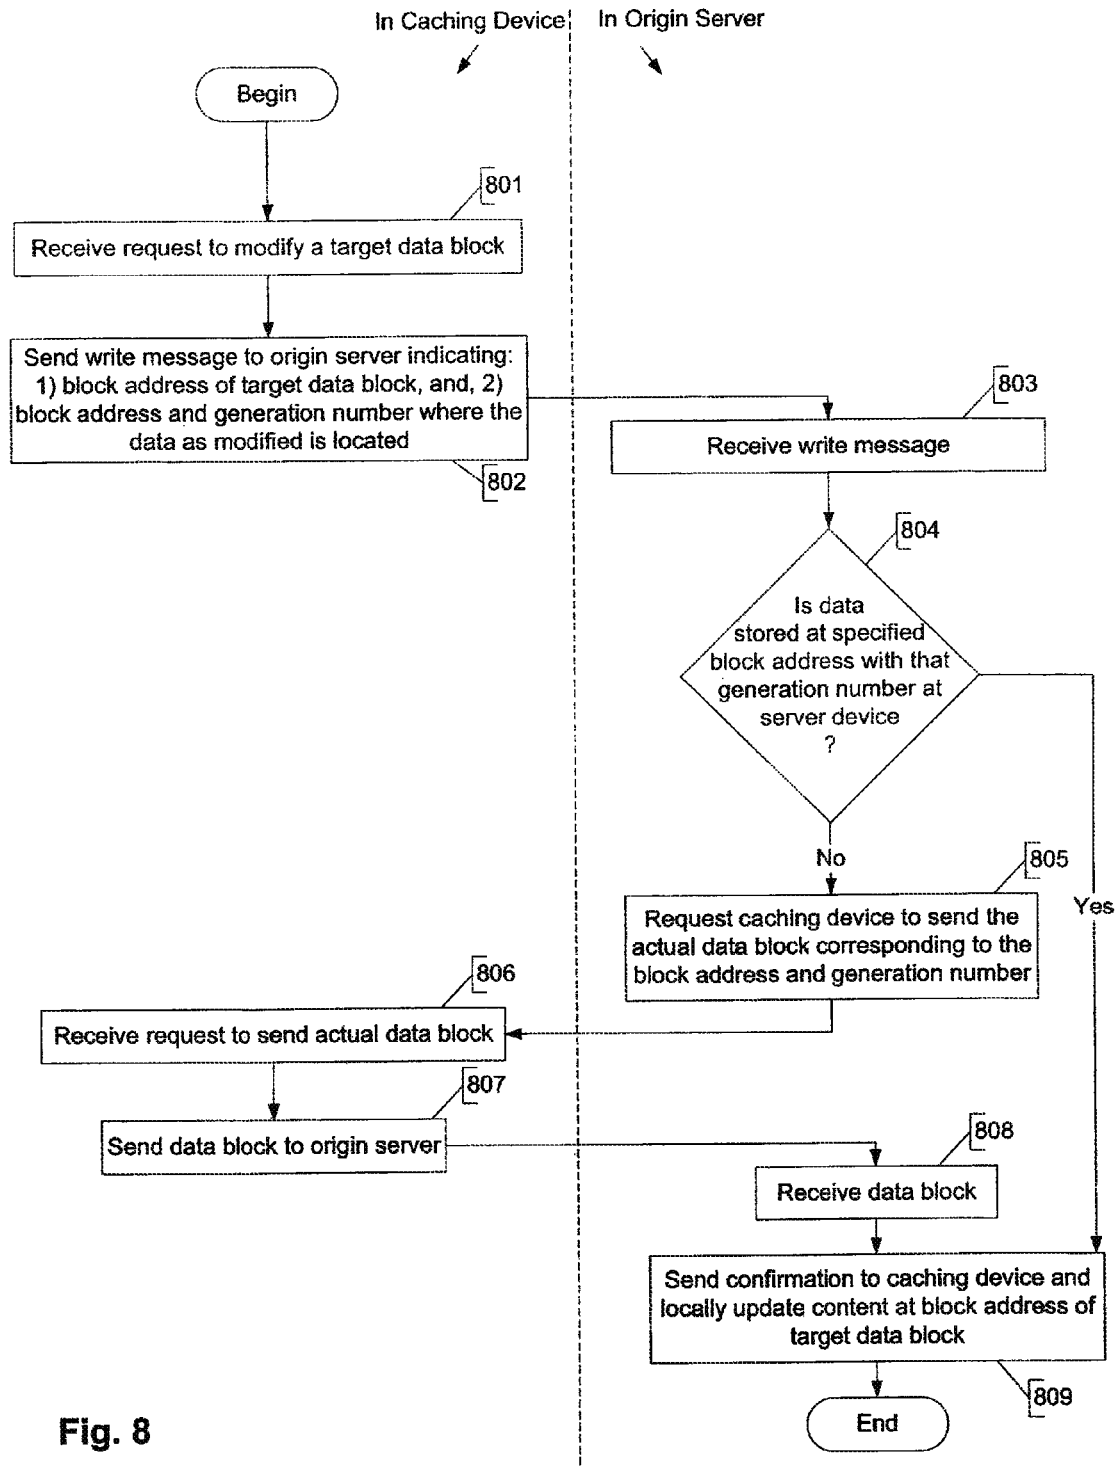 In Caching Device
In Origin Server
Begin
801
Receive request to modify a target data block
Send write message to origin server indicating:
1) block address of target data block, and, 2)
block address and generation number where the
data as modified is located
802
803
Receive write message
804
Is data
stored at specified
block address with that
generation number at
server device
?
No
Yes
805
Request caching device to send the
actual data block corresponding to the
block address and generation number
806
Receive request to send actual data block
807
Send data block to origin server
808
Receive data block
Send confirmation to caching device and
locally update content at block address of
target data block
809
End
Fig. 8